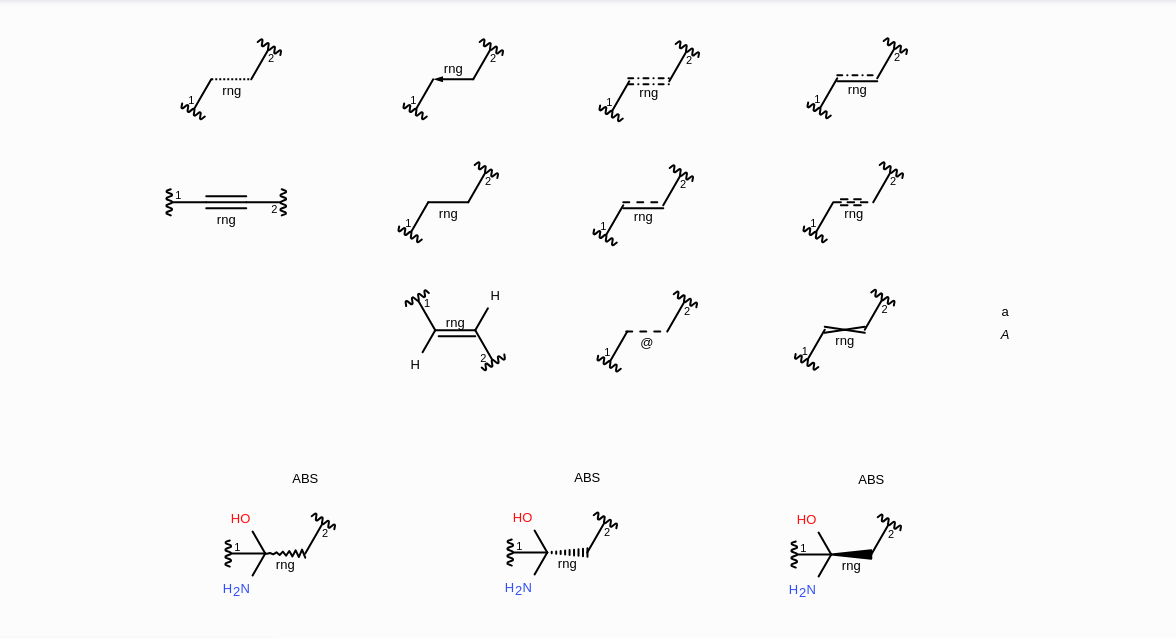 2 2 2 2
rng
1 rng 1 1 rng 1 rng
1 2 2 2
rng 2 rng rng rng
1 1 1
H
1 rng 2 2 a
@ rng A
H 2 1 1
ABS ABS ABS
HO HO HO
1 2 1 2 1 2
rng rng rng
H2N H2N H2N